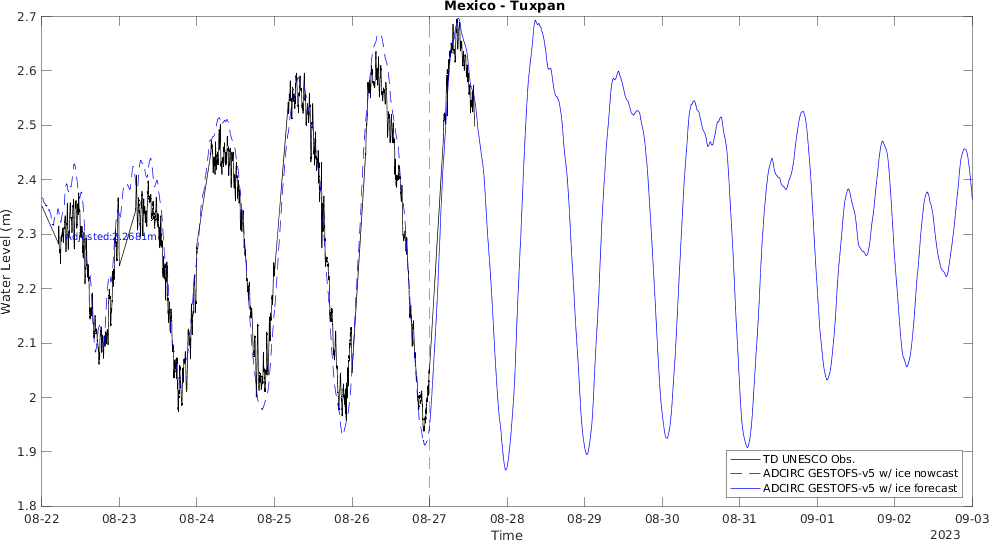 Mexico - Tuxpan
2.7
2.6
2.5
2.4
2.3
2.2
2.1
2
1.9
1.8
Water Level (m)
Adjusted:2.2681m
TD UNESCO Obs.
ADCIRC GESTOFS-v5 w/ ice nowcast
ADCIRC GESTOFS-v5 w/ ice forecast
08-22 08-23 08-24 08-25 08-26 08-27 08-28 08-29 08-30 08-31 09-01 09-02 09-03
Time
2023